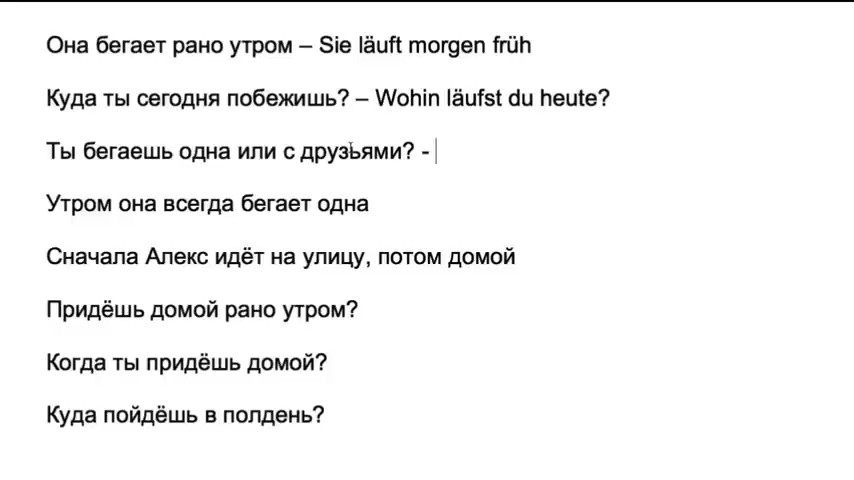 Она бегает рано утром – Sie läuft morgen früh
Куда ты сегодня побежишь? – Wohin läufst du heute?
Ты бегаешь одна или с друзьями? -
Утром она всегда бегает одна
Сначала Алекс идёт на улицу, потом домой
Придёшь домой рано утром?
Когда ты придёшь домой?
Куда пойдёшь в полдень?